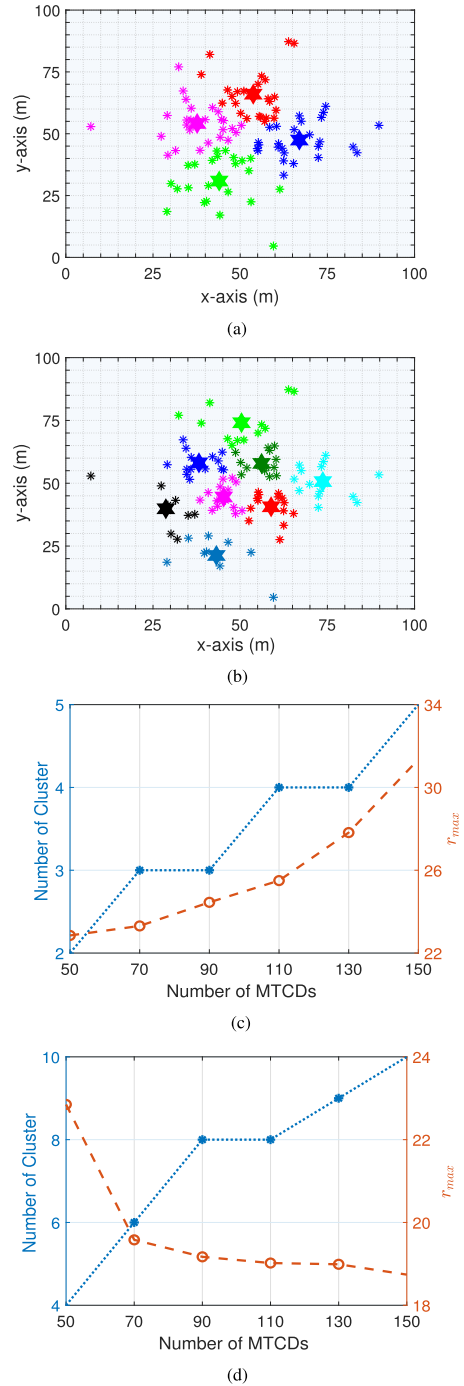 100
75
50
25
0
y-axis (m)
0 25 50 75 100
x-axis (m)
(a)
100
75
50
25
0
y-axis (m)
0 25 50 75 100
x-axis (m)
(b)
5
4
3
2
Number of Cluster
34
30
26
22
r_max
50 70 90 110 130 150
Number of MTCDs
(c)
10
8
6
4
Number of Cluster
24
22
20
18
r_max
50 70 90 110 130 150
Number of MTCDs
(d)